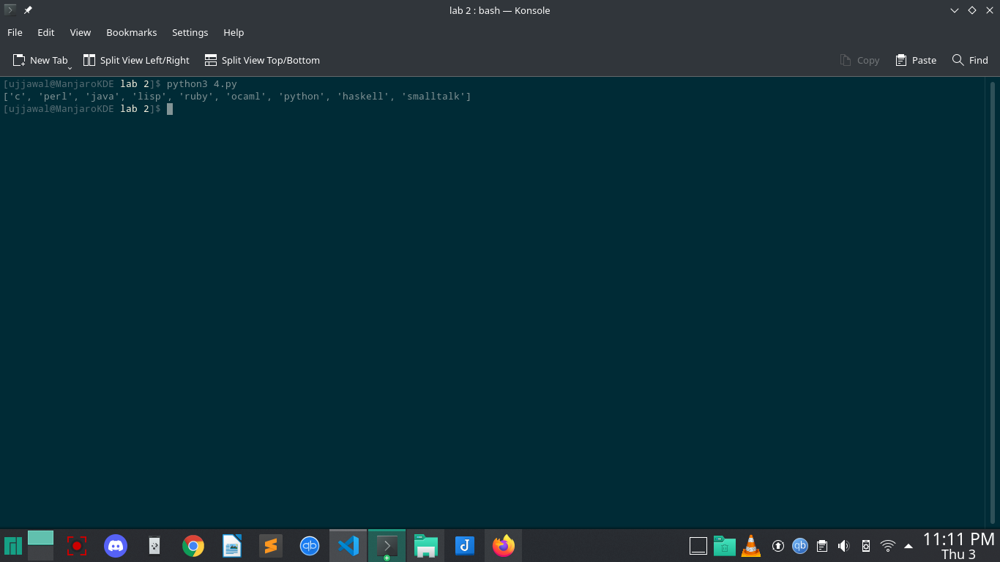 lab 2 : bash — Konsole
File Edit View Bookmarks Settings Help
New Tab Split View Left/Right Split View Top/Bottom Copy Paste Find
[ujjawal@ManjaroKDE lab 2]$ python3 4.py
['c', 'perl', 'java', 'lisp', 'ruby', 'ocaml', 'python', 'haskell', 'smalltalk']
[ujjawal@ManjaroKDE lab 2]$
qb
J
qb
11:11 PM
Thu 3